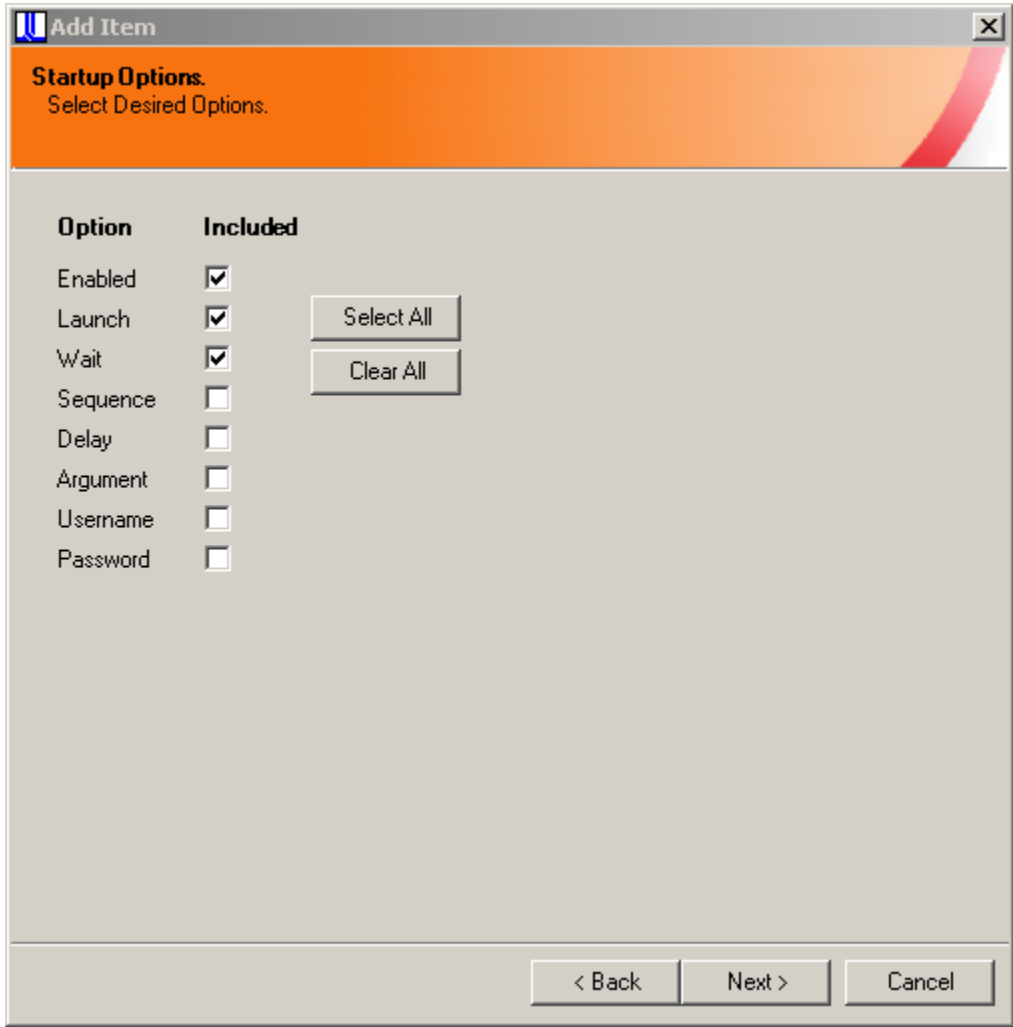 Add Item
Startup Options.
Select Desired Options.
Option Included
Enabled
Launch
Select All
Wait
Clear All
Sequence
Delay
Argument
Username
Password
< Back Next > Cancel